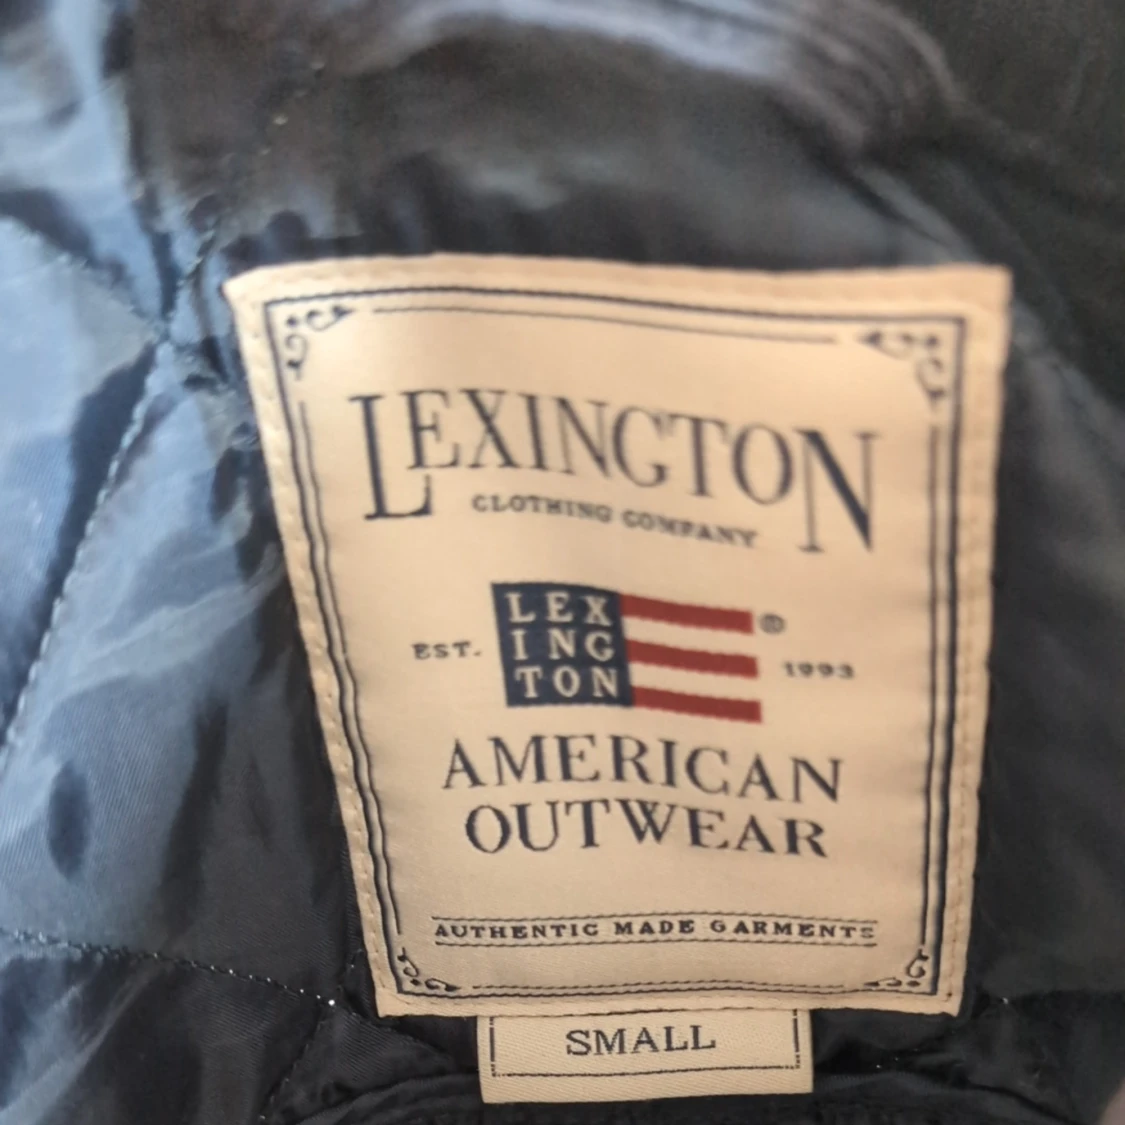 LEXINGTON
CLOTHING COMPANY
EST.
LEX
ING
TON
®
1993
AMERICAN
OUTWEAR
AUTHENTIC MADE GARMENTS
SMALL